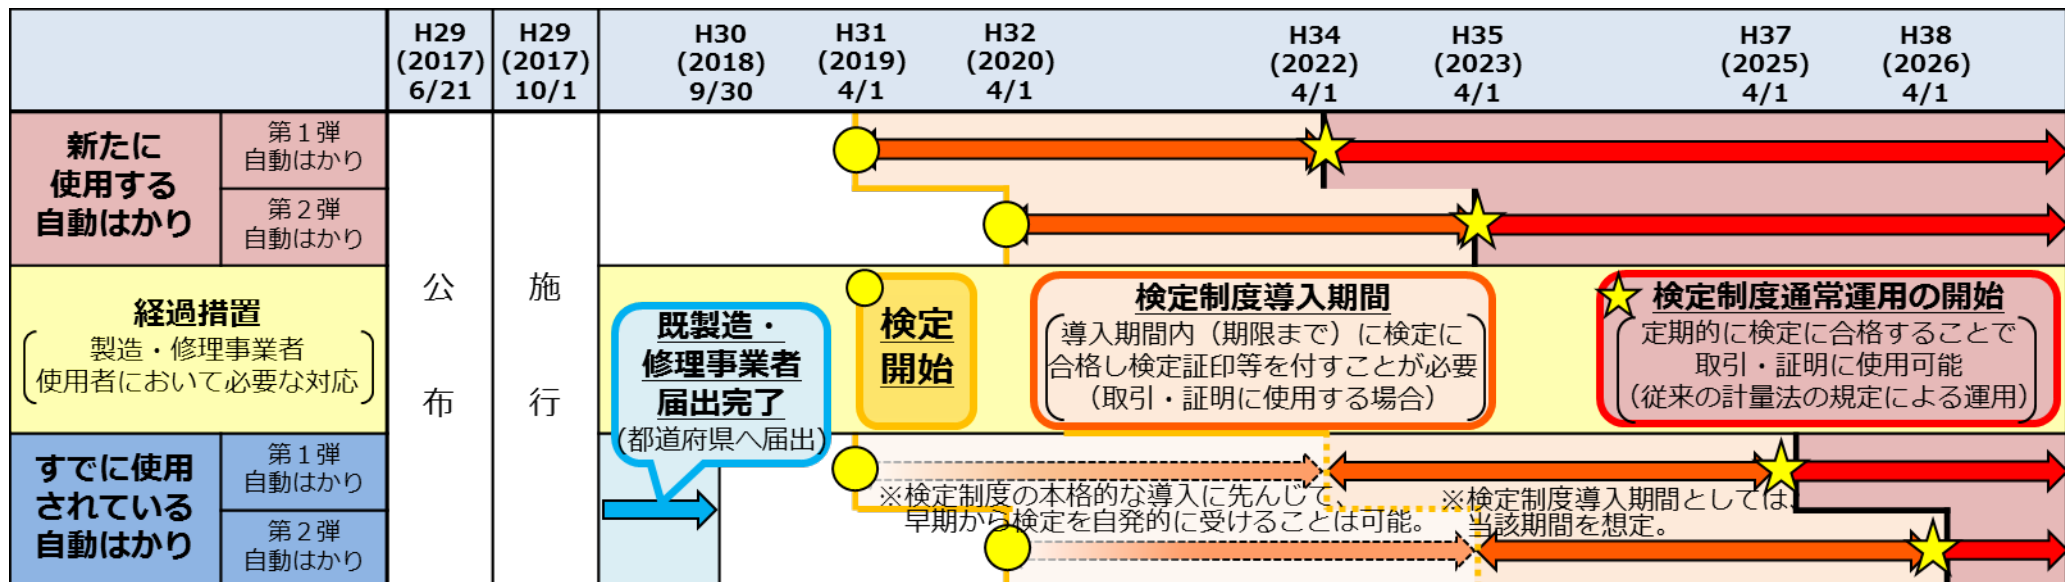 H29
(2017)
6/21
H29
(2017)
10/1
H30
(2018)
9/30
H31
(2019)
4/1
H32
(2020)
4/1
H34
(2022)
4/1
H35
(2023)
4/1
H37
(2025)
4/1
H38
(2026)
4/1
新たに
使用する
自動はかり
第1弾
自動はかり
第2弾
自動はかり
公
布
施
行
経過措置
製造・修理事業者
使用者において必要な対応
既製造・
修理事業者
届出完了
(都道府県へ届出)
検定
開始
検定制度導入期間
導入期間内（期限まで）に検定に
合格し検定証印等を付すことが必要
（取引・証明に使用する場合）
検定制度通常運用の開始
定期的に検定に合格することで
取引・証明に使用可能
(従来の計量法の規定による運用)
すでに使用
されている
自動はかり
第1弾
自動はかり
第2弾
自動はかり
※検定制度の本格的な導入に先んじて、
早期から検定を自発的に受けることは可能。
※検定制度導入期間としては、
当該期間を想定。